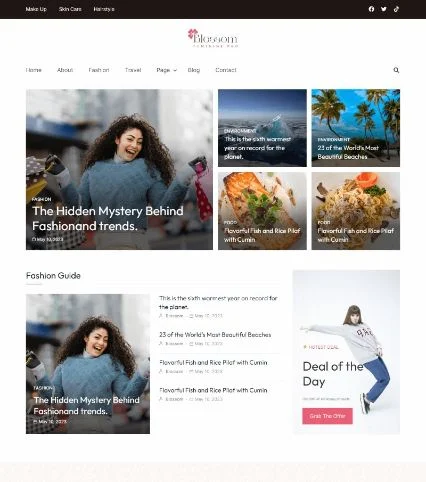 Make Up Skin Care Hairstyle
Blossom
FEMININE PRO
Home About Fashion Travel Page Blog Contact
FASHION
The Hidden Mystery Behind
Fashionand trends.
May 10, 2023
ENVIRONMENT
This is the sixth warmest
year on record for the
planet.
ENVIRONMENT
23 of the World's Most
Beautiful Beaches
FOOD
Flavorful Fish and Rice Pilaf
with Cumin
FOOD
Flavorful Fish and Rice Pilaf
with Cumin
Fashion Guide
FASHION
The Hidden Mystery Behind
Fashionand trends.
May 10, 2023
This is the sixth warmest year on record for
the planet.
Blossom May 10, 2023
23 of the World's Most Beautiful Beaches
Blossom May 10, 2023
Flavorful Fish and Rice Pilaf with Cumin
Blossom May 10, 2023
Flavorful Fish and Rice Pilaf with Cumin
Blossom May 10, 2023
HOTEST DEAL
Deal of the
Day
Grab The Offer